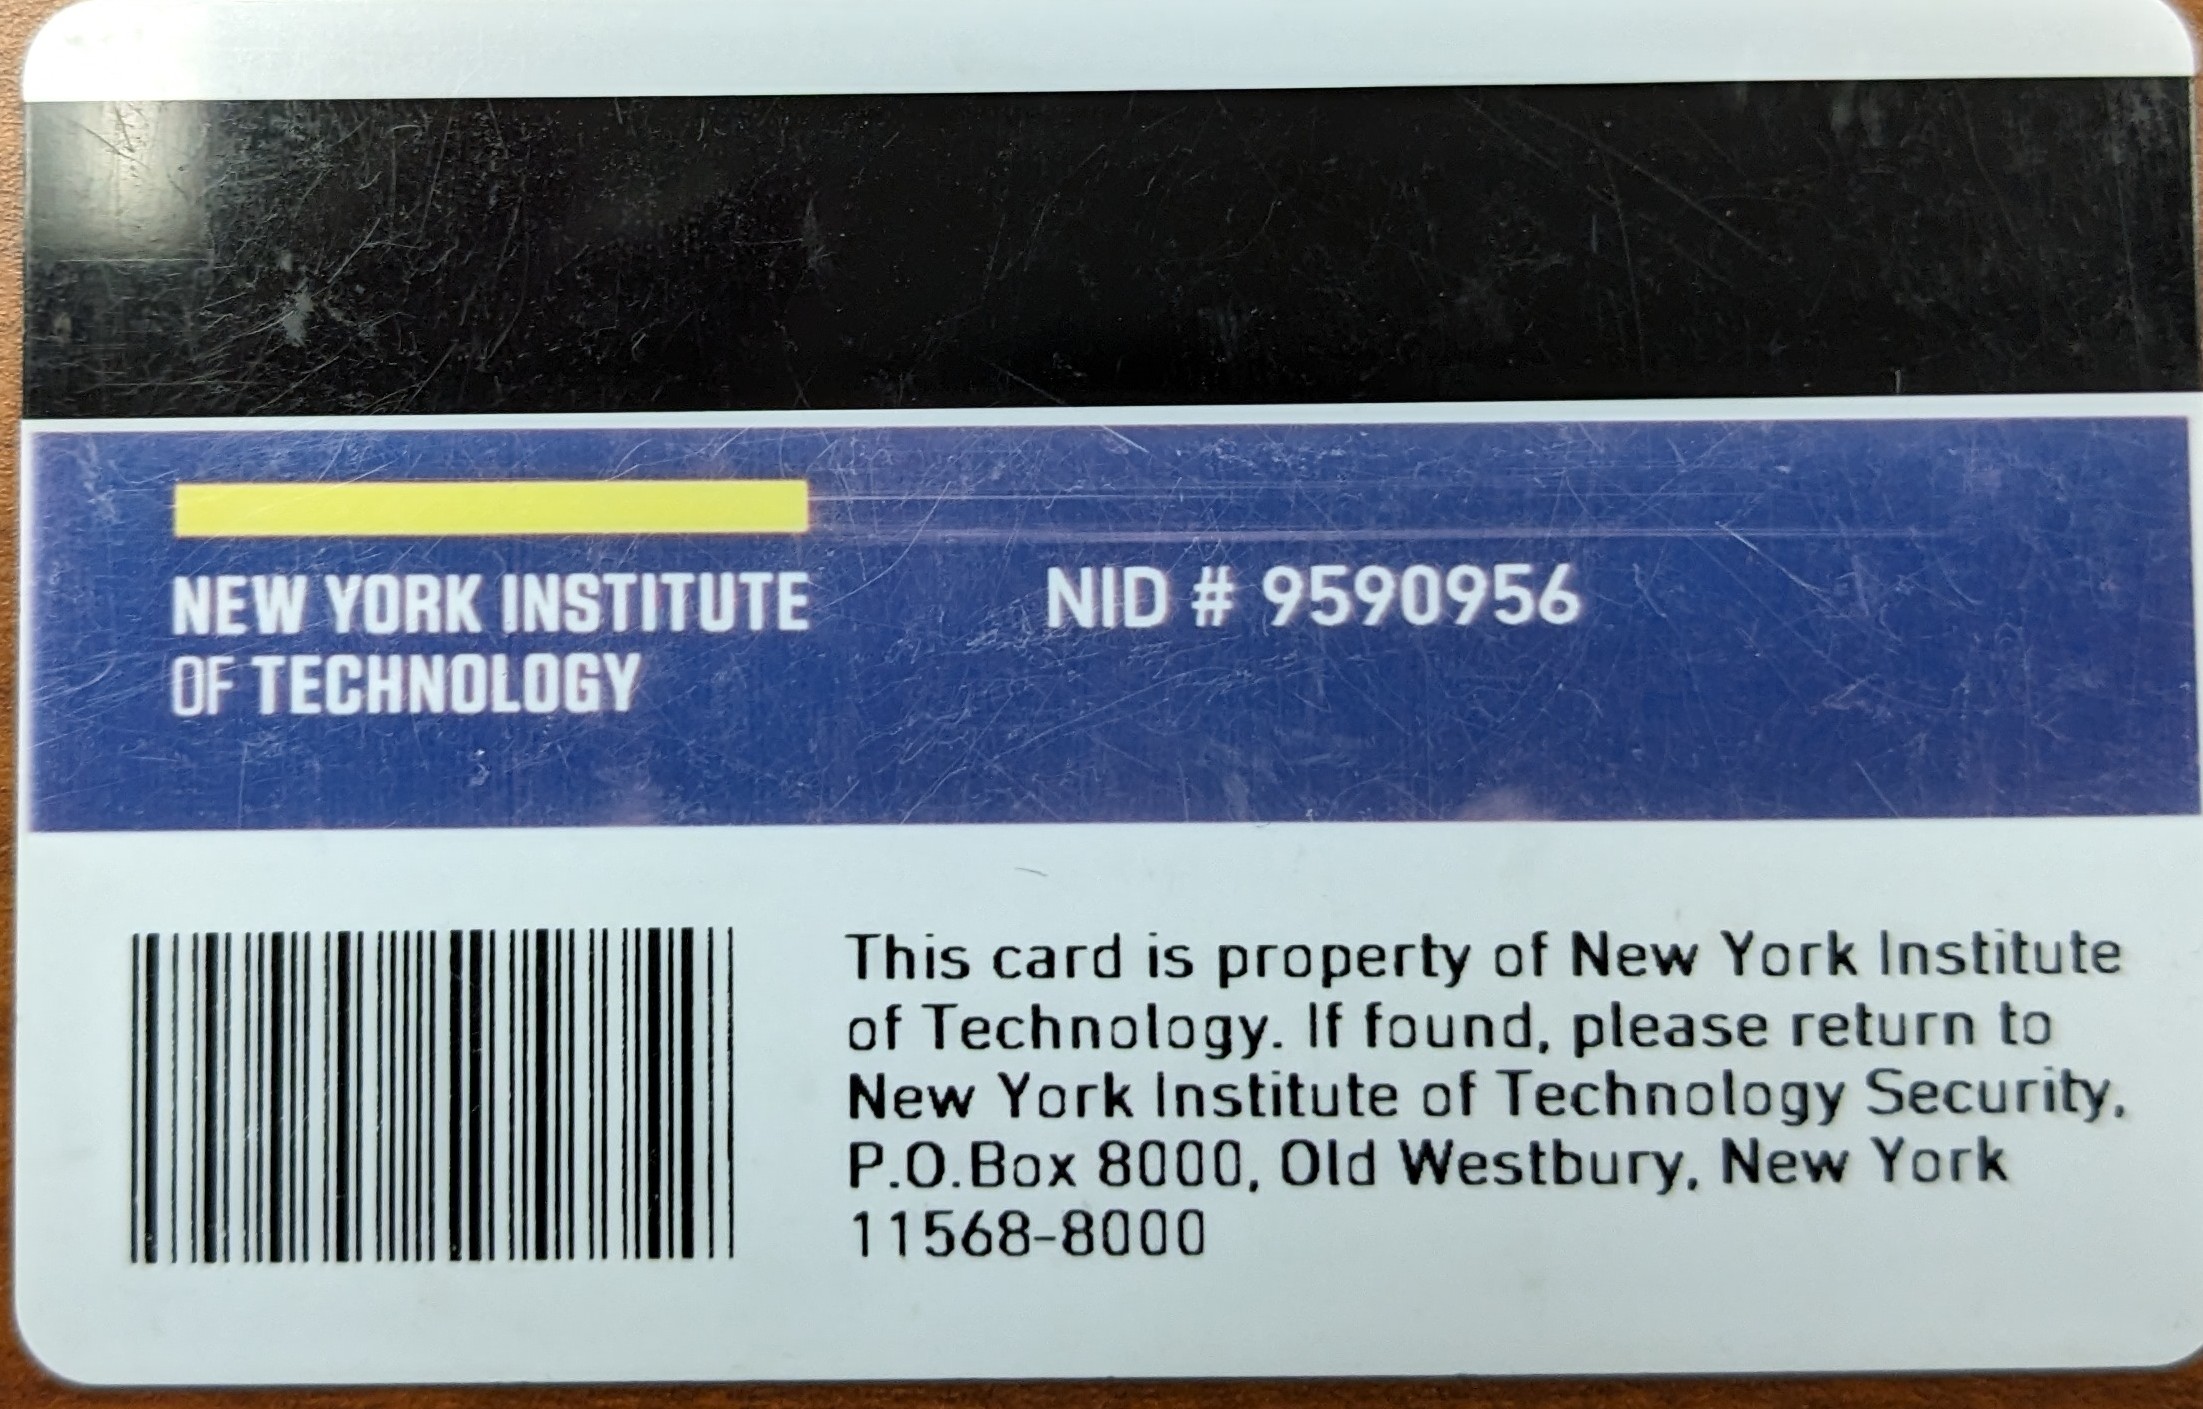 NEW YORK INSTITUTE
OF TECHNOLOGY
NID # 9590956
This card is property of New York Institute
of Technology. If found, please return to
New York Institute of Technology Security,
P.O.Box 8000, Old Westbury, New York
11568-8000